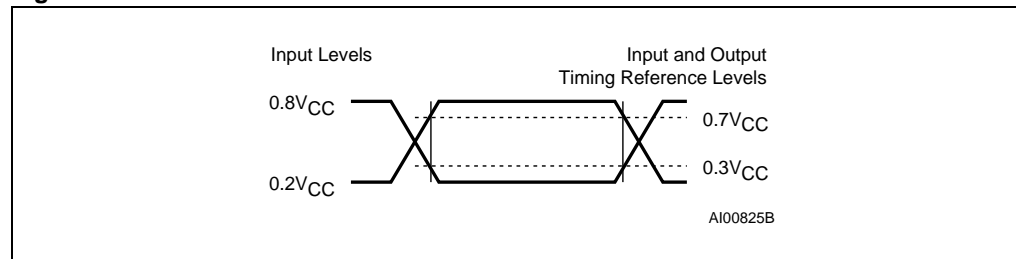 Input Levels
Input and Output
Timing Reference Levels
0.8VCC
0.7VCC
0.3VCC
0.2VCC
AI00825B